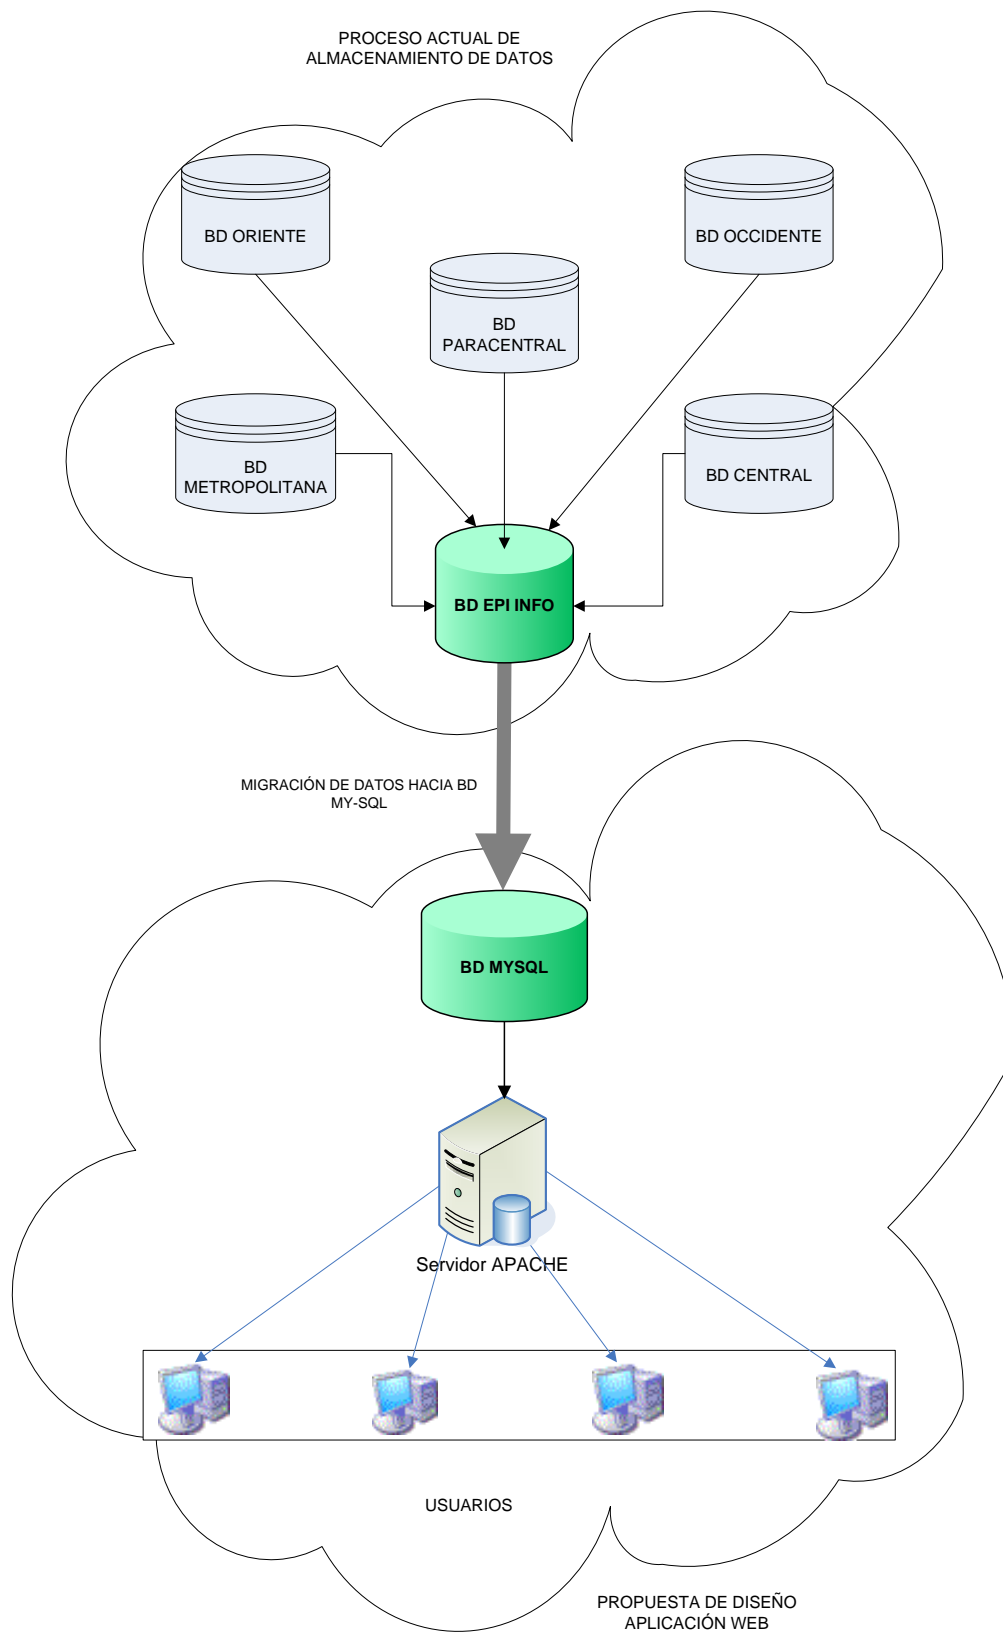 PROCESO ACTUAL DE
ALMACENAMIENTO DE DATOS
BD ORIENTE
BD OCCIDENTE
BD
PARACENTRAL
BD
METROPOLITANA
BD CENTRAL
BD EPI INFO
MIGRACIÓN DE DATOS HACIA BD
MY-SQL
BD MYSQL
Servidor APACHE
USUARIOS
PROPUESTA DE DISEÑO
APLICACIÓN WEB